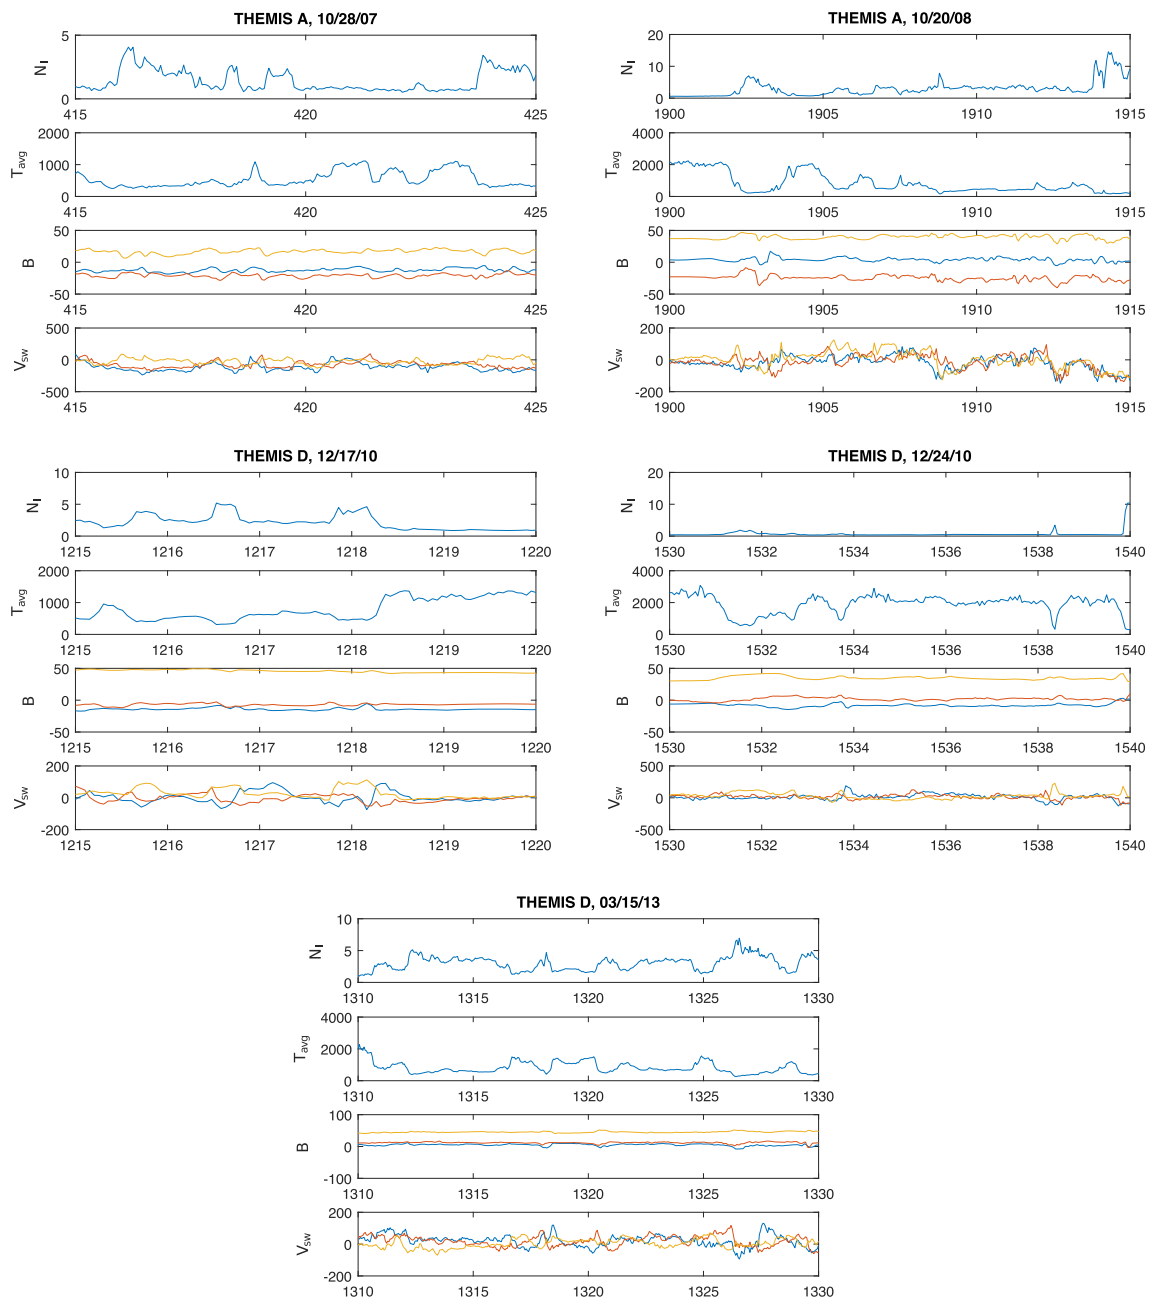 THEMIS A, 10/28/07
5
0
N_I
415 420 425
2000
1000
0
T_avg
415 420 425
50
0
-50
B
415 420 425
500
0
-500
V_sw
415 420 425
THEMIS A, 10/20/08
20
10
0
N_I
1900 1905 1910 1915
4000
2000
0
T_avg
1900 1905 1910 1915
50
0
-50
B
1900 1905 1910 1915
200
0
-200
V_sw
1900 1905 1910 1915
THEMIS D, 12/17/10
10
5
0
N_I
1215 1216 1217 1218 1219 1220
2000
1000
0
T_avg
1215 1216 1217 1218 1219 1220
50
0
-50
B
1215 1216 1217 1218 1219 1220
200
0
-200
V_sw
1215 1216 1217 1218 1219 1220
THEMIS D, 12/24/10
20
10
0
N_I
1530 1532 1534 1536 1538 1540
4000
2000
0
T_avg
1530 1532 1534 1536 1538 1540
50
0
-50
B
1530 1532 1534 1536 1538 1540
500
0
-500
V_sw
1530 1532 1534 1536 1538 1540
THEMIS D, 03/15/13
10
5
0
N_I
1310 1315 1320 1325 1330
4000
2000
0
T_avg
1310 1315 1320 1325 1330
100
0
-100
B
1310 1315 1320 1325 1330
200
0
-200
V_sw
1310 1315 1320 1325 1330